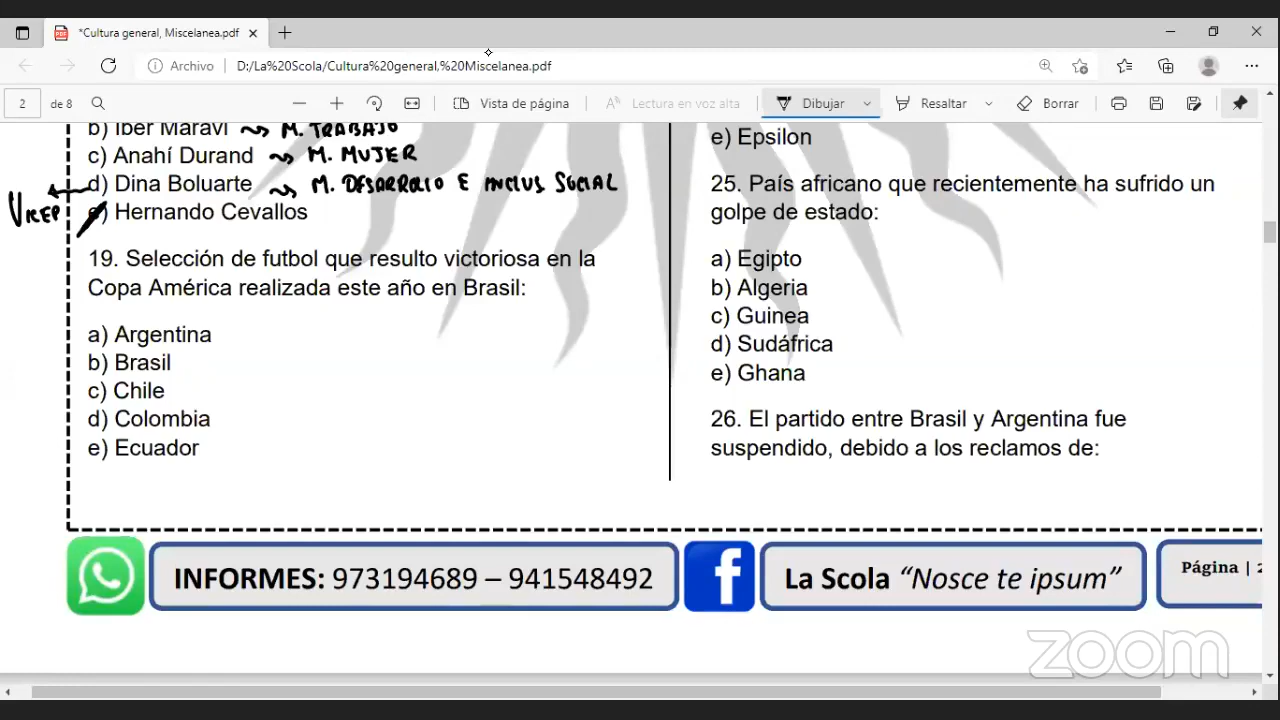 *Cultura general, Miscelanea.pdf
Archivo D:/La%20Scola/Cultura%20general,%20Miscelanea.pdf
2 de 8 Vista de página Lectura en voz alta Dibujar Resaltar Borrar
b) Iber Maraví M. TRABAJO
c) Anahí Durand M. MUJER
d) Dina Boluarte M. DESARROLLO E INCLUS SOCIAL
e) Hernando Cevallos
19. Selección de futbol que resulto victoriosa en la
Copa América realizada este año en Brasil:
a) Argentina
b) Brasil
c) Chile
d) Colombia
e) Ecuador
e) Epsilon
25. País africano que recientemente ha sufrido un
golpe de estado:
a) Egipto
b) Algeria
c) Guinea
d) Sudáfrica
e) Ghana
26. El partido entre Brasil y Argentina fue
suspendido, debido a los reclamos de:
INFORMES: 973194689 – 941548492
La Scola “Nosce te ipsum”
Página | 2
zoom